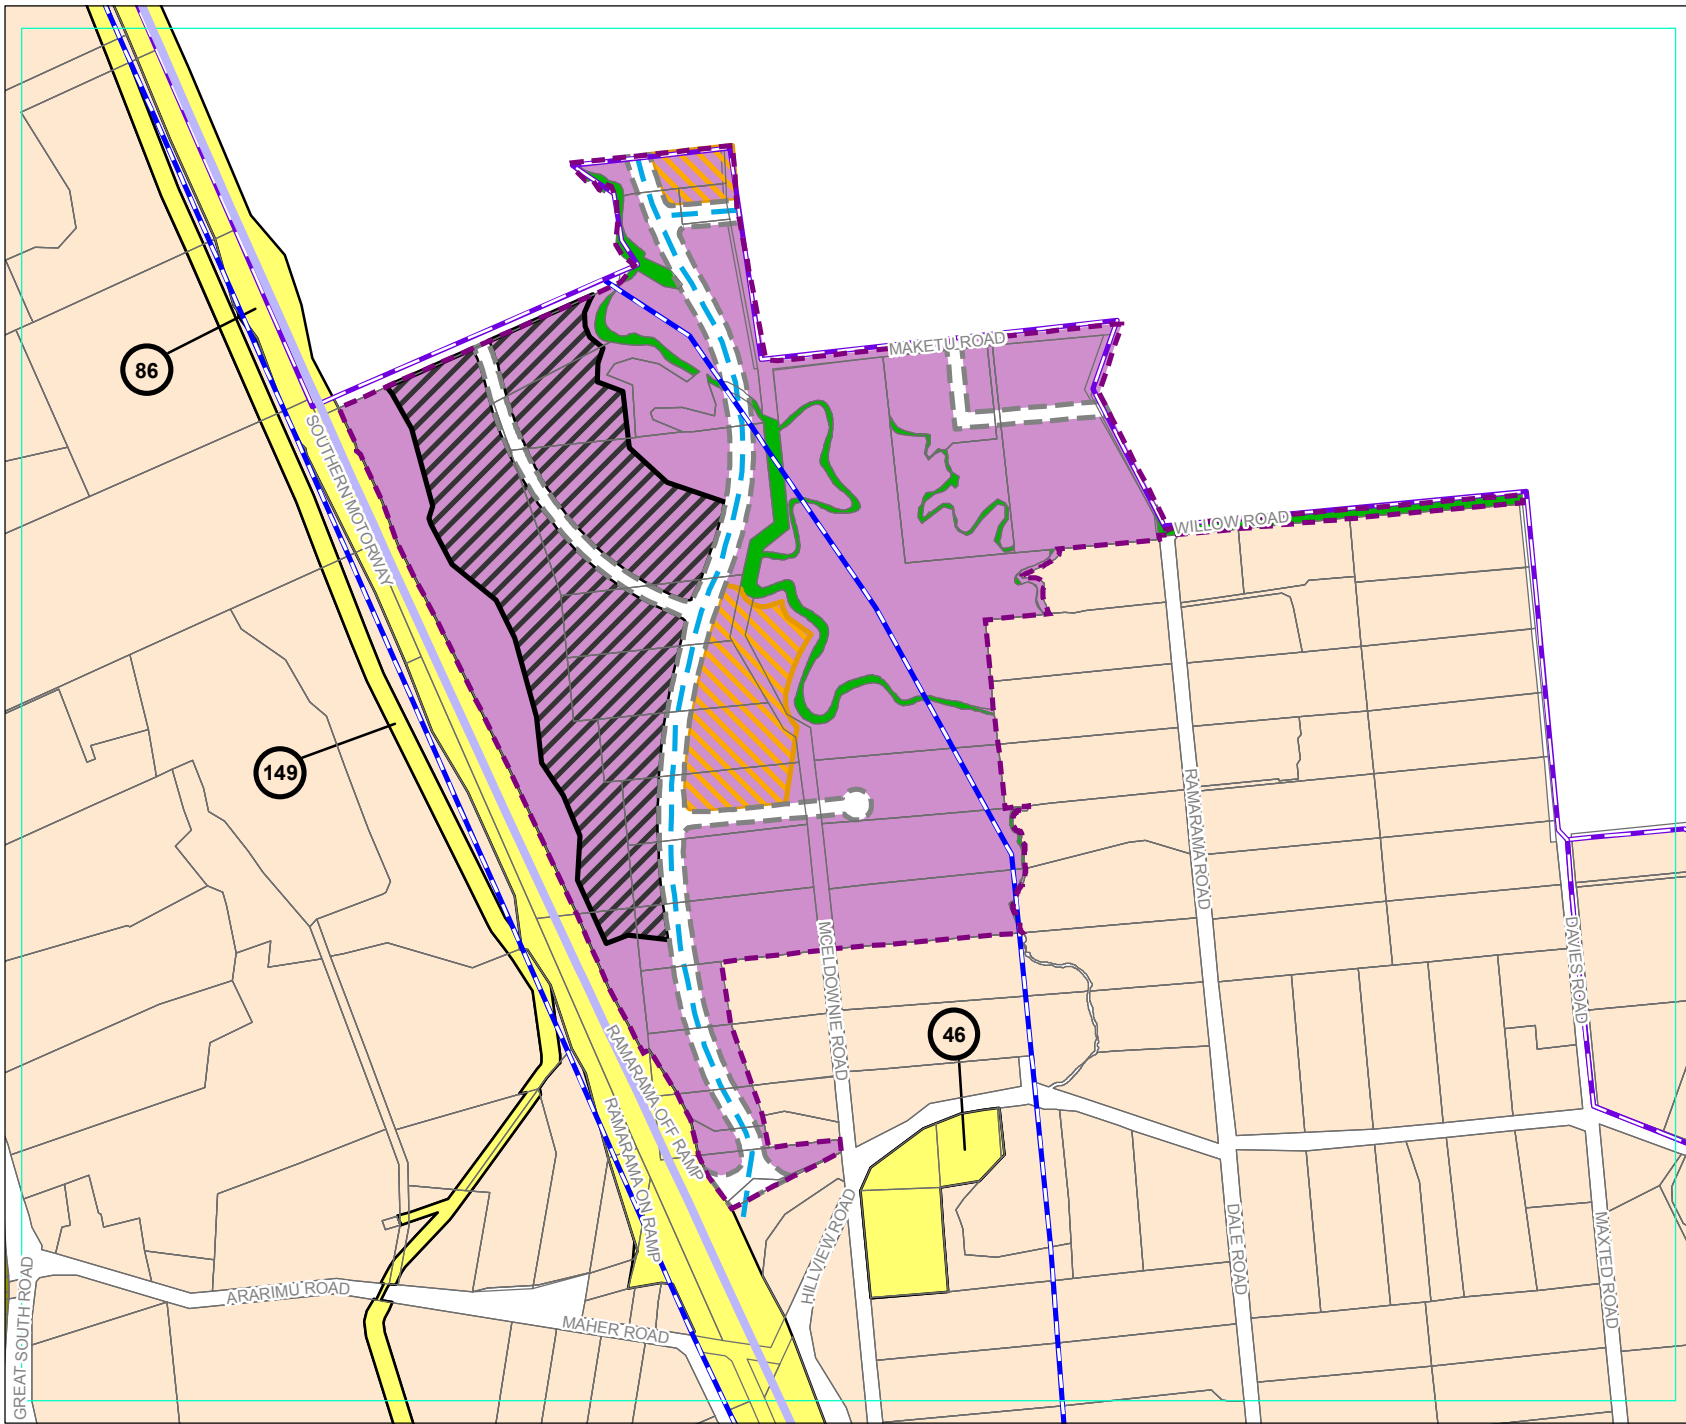 MAKETU ROAD
86
SOUTHERN MOTORWAY
WILLOW ROAD
149
RAMARAMA ROAD
MCELDOWNIE ROAD
DAVIES ROAD
46
RAMARAMA OFF RAMP
RAMARAMA ON RAMP
HILLVIEW ROAD
DALE ROAD
MAXTED ROAD
GREAT SOUTH ROAD
ARARIMU ROAD
MAHER ROAD